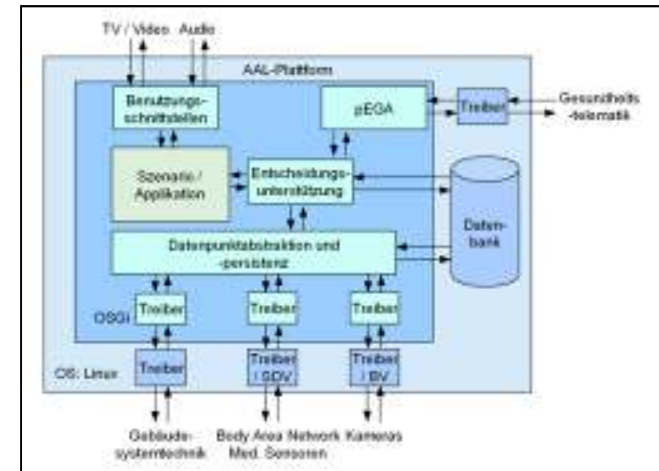 TV / Video Audio
AAL-Plattform
Benutzungs-
schnittstellen
pEGA
Treiber
Gesundheits
-telematik
Szenario /
Applikation
Entscheidungs-
unterstützung
Daten-
bank
Datenpunktabstraktion und
-persistenz
OSGi
Treiber
Treiber
Treiber
OS: Linux
Treiber
Treiber
/ SDV
Treiber
/ BV
Gebäude-
systemtechnik
Body Area Network
Med. Sensoren
Kameras